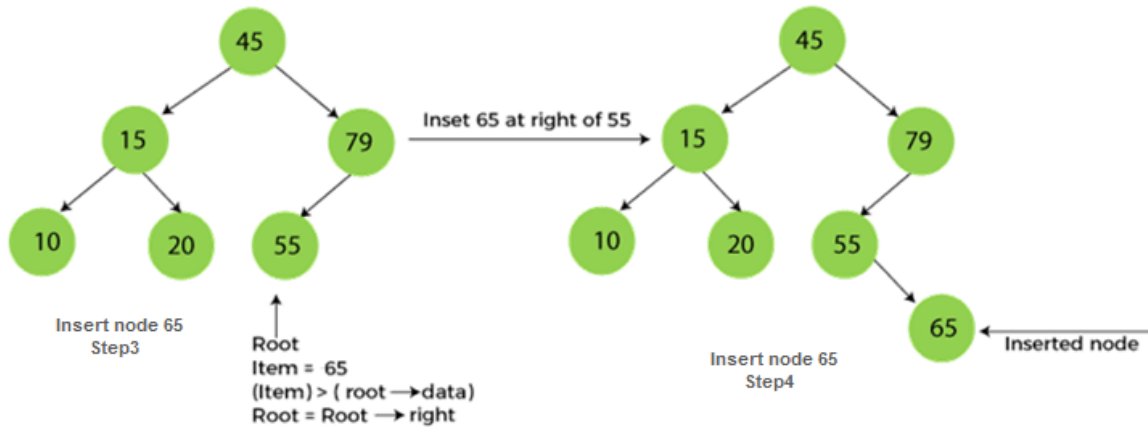 45
15
79
10
20
55
Insert node 65
Step3
Root
Item = 65
(Item) > ( root → data)
Root = Root → right
Inset 65 at right of 55
45
15
79
10
20
55
65
Inserted node
Insert node 65
Step4